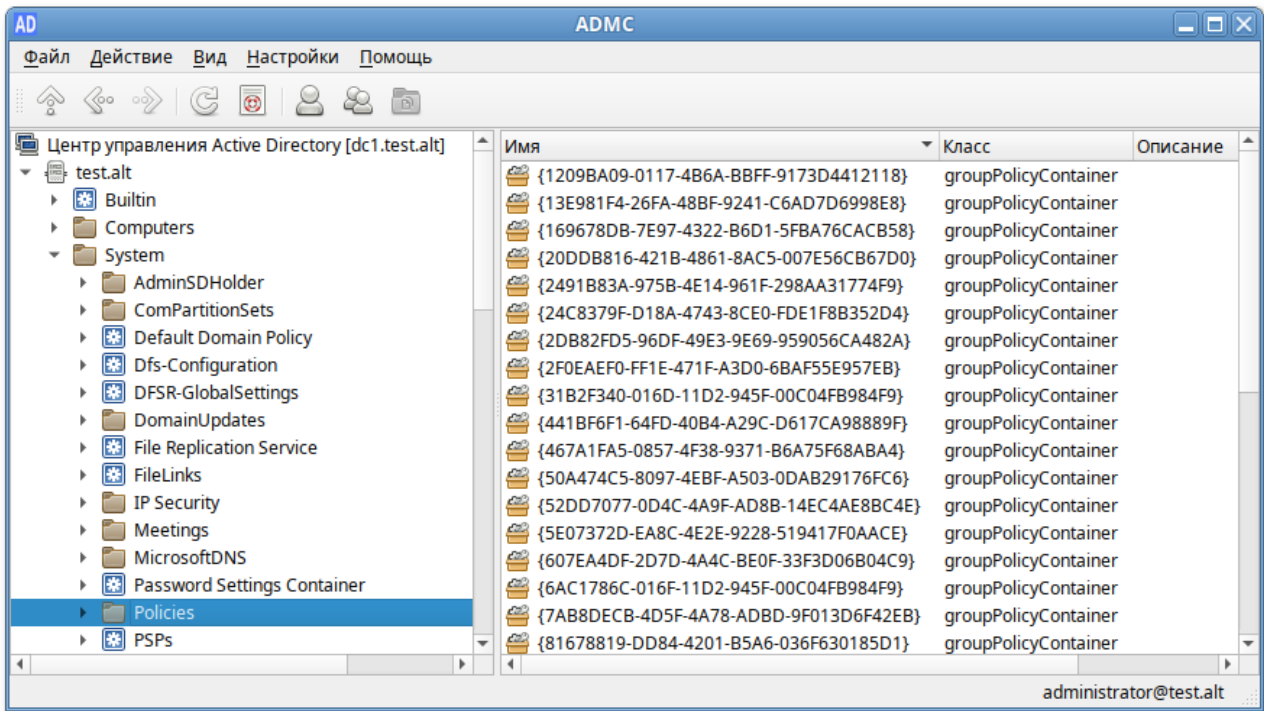 AD ADMC
Файл Действие Вид Настройки Помощь
Центр управления Active Directory [dc1.test.alt]
test.alt
Builtin
Computers
System
AdminSDHolder
ComPartitionSets
Default Domain Policy
Dfs-Configuration
DFSR-GlobalSettings
DomainUpdates
File Replication Service
FileLinks
IP Security
Meetings
MicrosoftDNS
Password Settings Container
Policies
PSPs
Имя Класс Описание
{1209BA09-0117-4B6A-BBFF-9173D4412118} groupPolicyContainer
{13E981F4-26FA-48BF-9241-C6AD7D6998E8} groupPolicyContainer
{169678DB-7E97-4322-B6D1-5FBA76CACB58} groupPolicyContainer
{20DDB816-421B-4861-8AC5-007E56CB67D0} groupPolicyContainer
{2491B83A-975B-4E14-961F-298AA31774F9} groupPolicyContainer
{24C8379F-D18A-4743-8CE0-FDE1F8B352D4} groupPolicyContainer
{2DB82FD5-96DF-49E3-9E69-959056CA482A} groupPolicyContainer
{2F0EAEF0-FF1E-471F-A3D0-6BAF55E957EB} groupPolicyContainer
{31B2F340-016D-11D2-945F-00C04FB984F9} groupPolicyContainer
{441BF6F1-64FD-40B4-A29C-D617CA98889F} groupPolicyContainer
{467A1FA5-0857-4F38-9371-B6A75F68ABA4} groupPolicyContainer
{50A474C5-8097-4EBF-A503-0DAB29176FC6} groupPolicyContainer
{52DD7077-0D4C-4A9F-AD8B-14EC4AE8BC4E} groupPolicyContainer
{5E07372D-EA8C-4E2E-9228-519417F0AACE} groupPolicyContainer
{607EA4DF-2D7D-4A4C-BE0F-33F3D06B04C9} groupPolicyContainer
{6AC1786C-016F-11D2-945F-00C04FB984F9} groupPolicyContainer
{7AB8DECB-4D5F-4A78-ADBD-9F013D6F42EB} groupPolicyContainer
{81678819-DD84-4201-B5A6-036F630185D1} groupPolicyContainer
administrator@test.alt